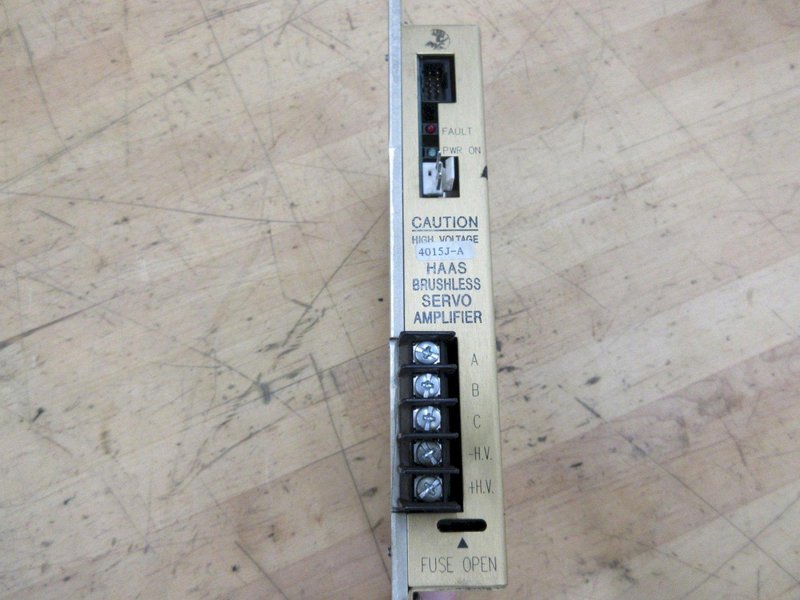 FAULT
PWR ON
CAUTION
HIGH VOLTAGE
4015J-A
HAAS
BRUSHLESS
SERVO
AMPLIFIER
A
B
C
-H.V.
+H.V.
FUSE OPEN